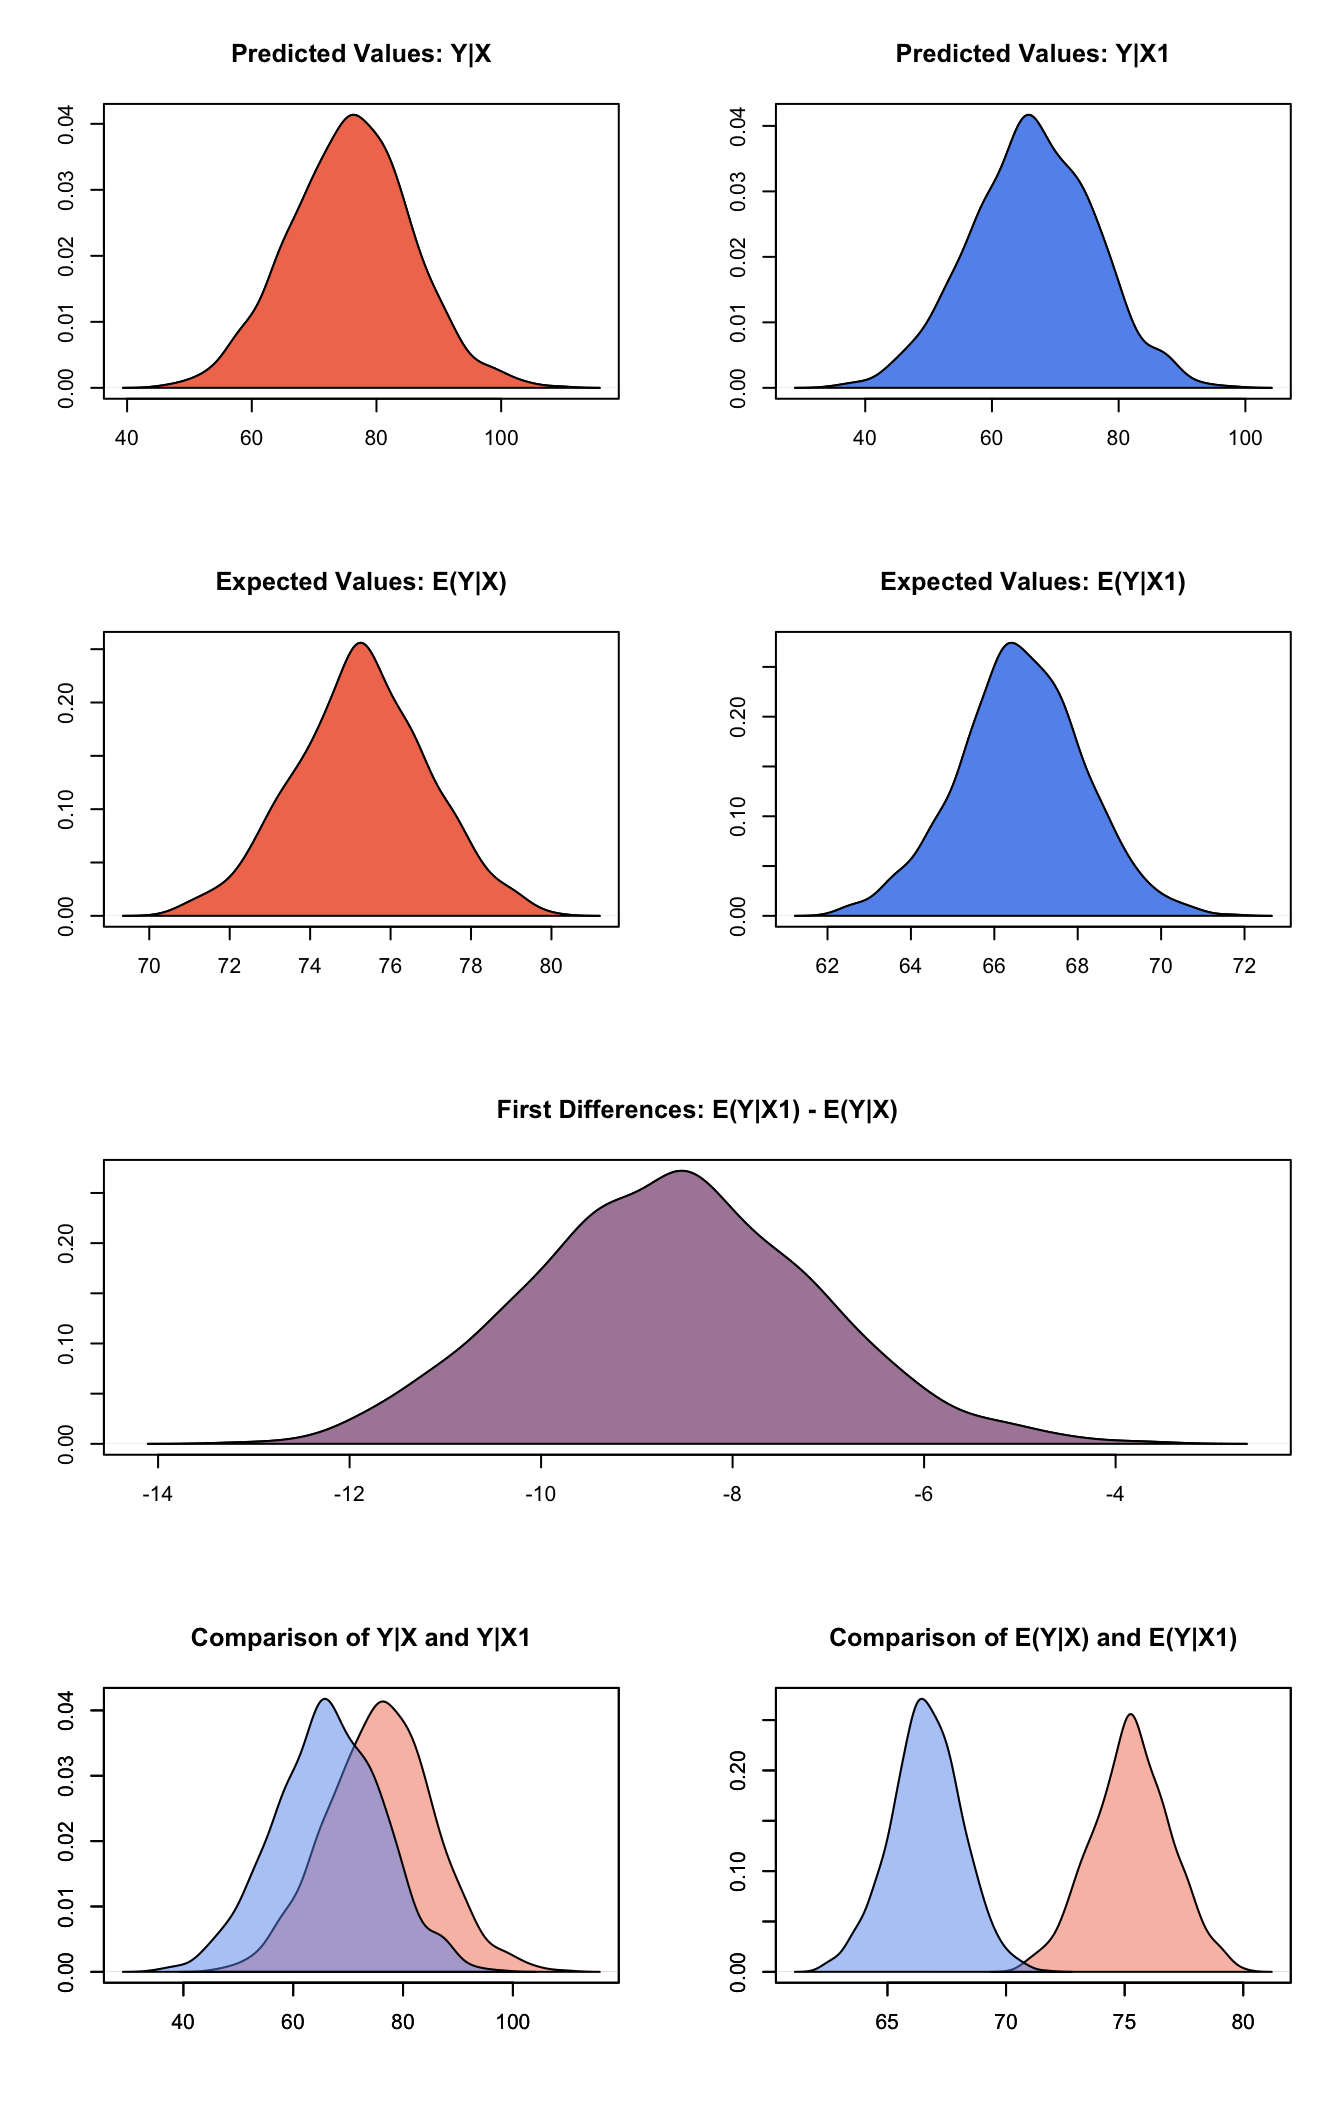 Predicted Values: Y|X
0.00 0.01 0.02 0.03 0.04
40 60 80 100
Predicted Values: Y|X1
0.00 0.01 0.02 0.03 0.04
40 60 80 100
Expected Values: E(Y|X)
0.00 0.10 0.20
70 72 74 76 78 80
Expected Values: E(Y|X1)
0.00 0.10 0.20
62 64 66 68 70 72
First Differences: E(Y|X1) - E(Y|X)
0.00 0.10 0.20
-14 -12 -10 -8 -6 -4
Comparison of Y|X and Y|X1
0.00 0.01 0.02 0.03 0.04
40 60 80 100
Comparison of E(Y|X) and E(Y|X1)
0.00 0.10 0.20
65 70 75 80